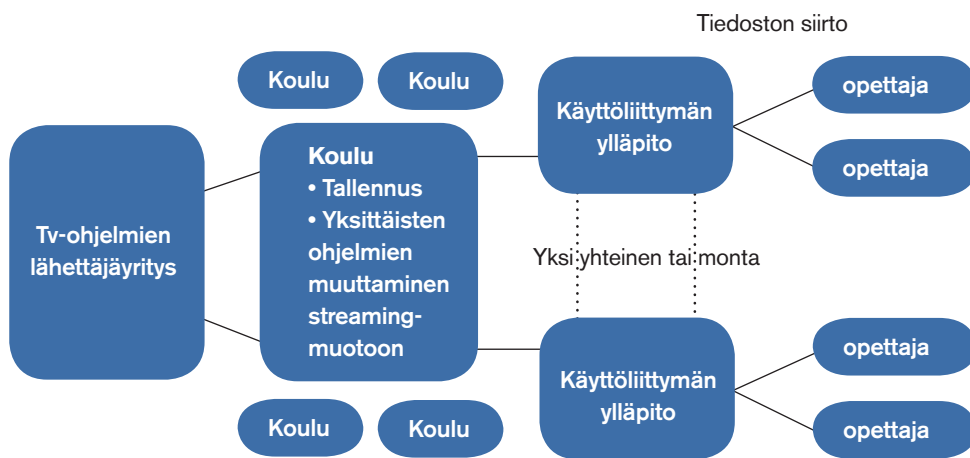 Tiedoston siirto
Koulu
Koulu
Tv-ohjelmien
lähettäjäyritys
Koulu
• Tallennus
• Yksittäisten
ohjelmien
muuttaminen
streaming-
muotoon
Koulu
Koulu
Käyttöliittymän
ylläpito
opettaja
opettaja
Yksi yhteinen tai monta
Käyttöliittymän
ylläpito
opettaja
opettaja